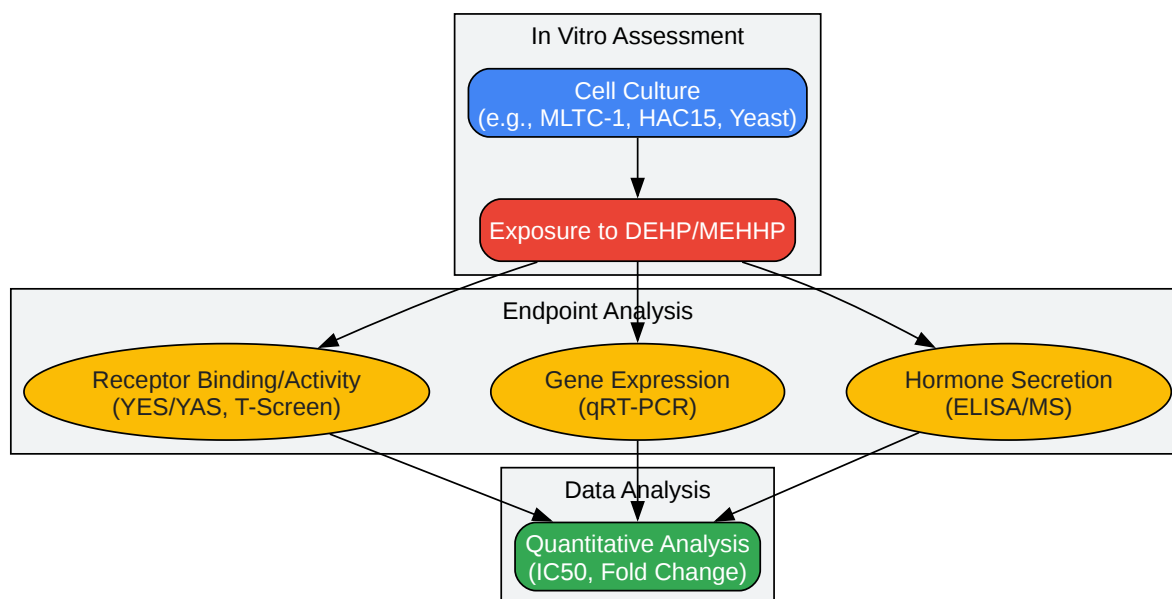 In Vitro Assessment
Cell Culture
(e.g., MLTC-1, HAC15, Yeast)
Exposure to DEHP/MEHHP
Endpoint Analysis
Receptor Binding/Activity
(YES/YAS, T-Screen)
Gene Expression
(qRT-PCR)
Hormone Secretion
(ELISA/MS)
Data Analysis
Quantitative Analysis
(IC50, Fold Change)